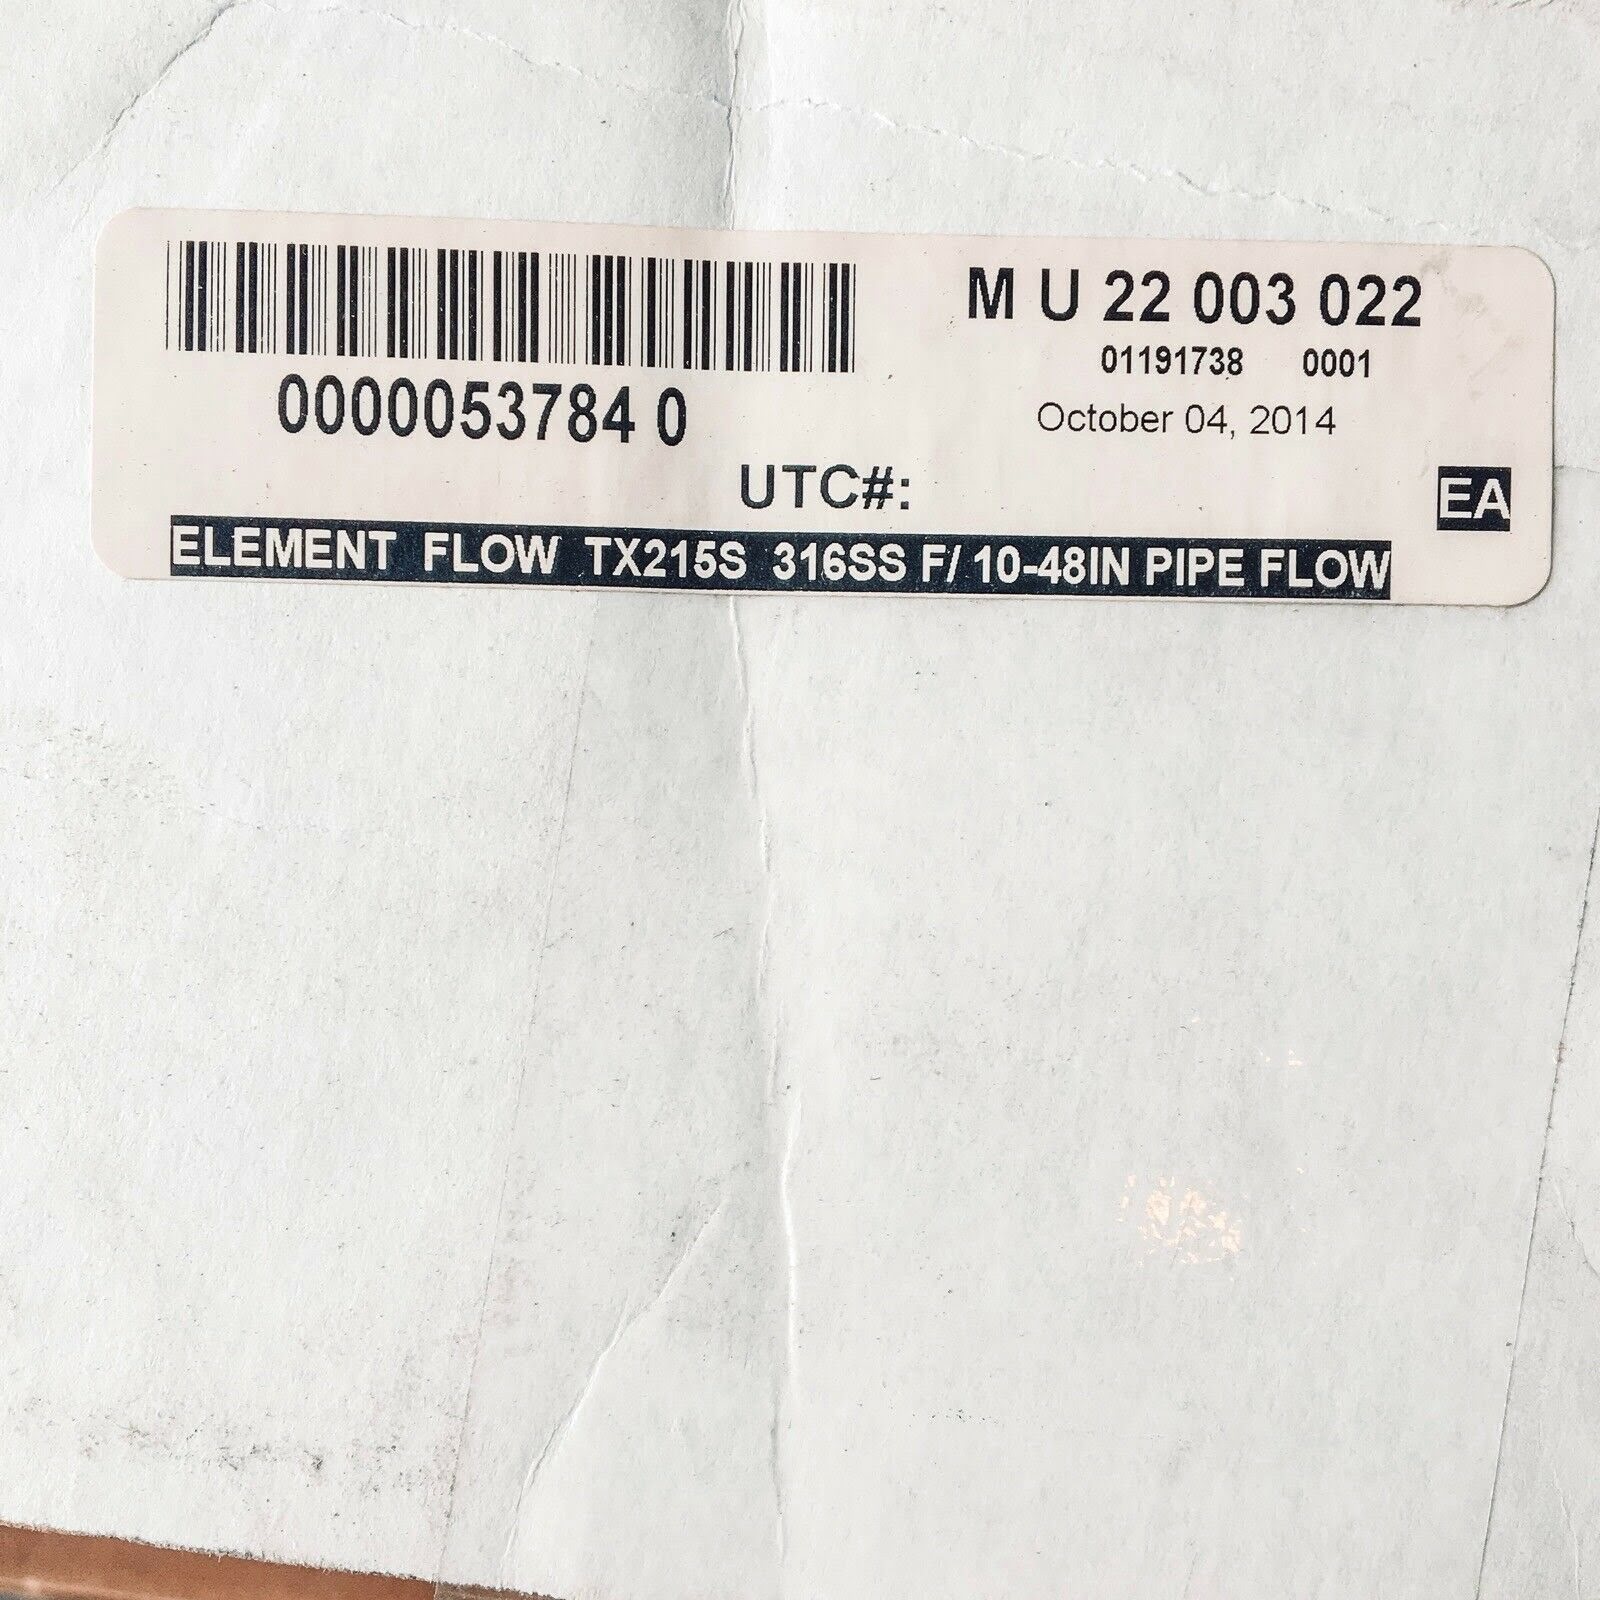 M U 22 003 022
01191738 0001
0000053784 0
October 04, 2014
UTC#:
EA
ELEMENT FLOW TX215S 316SS F/ 10-48IN PIPE FLOW